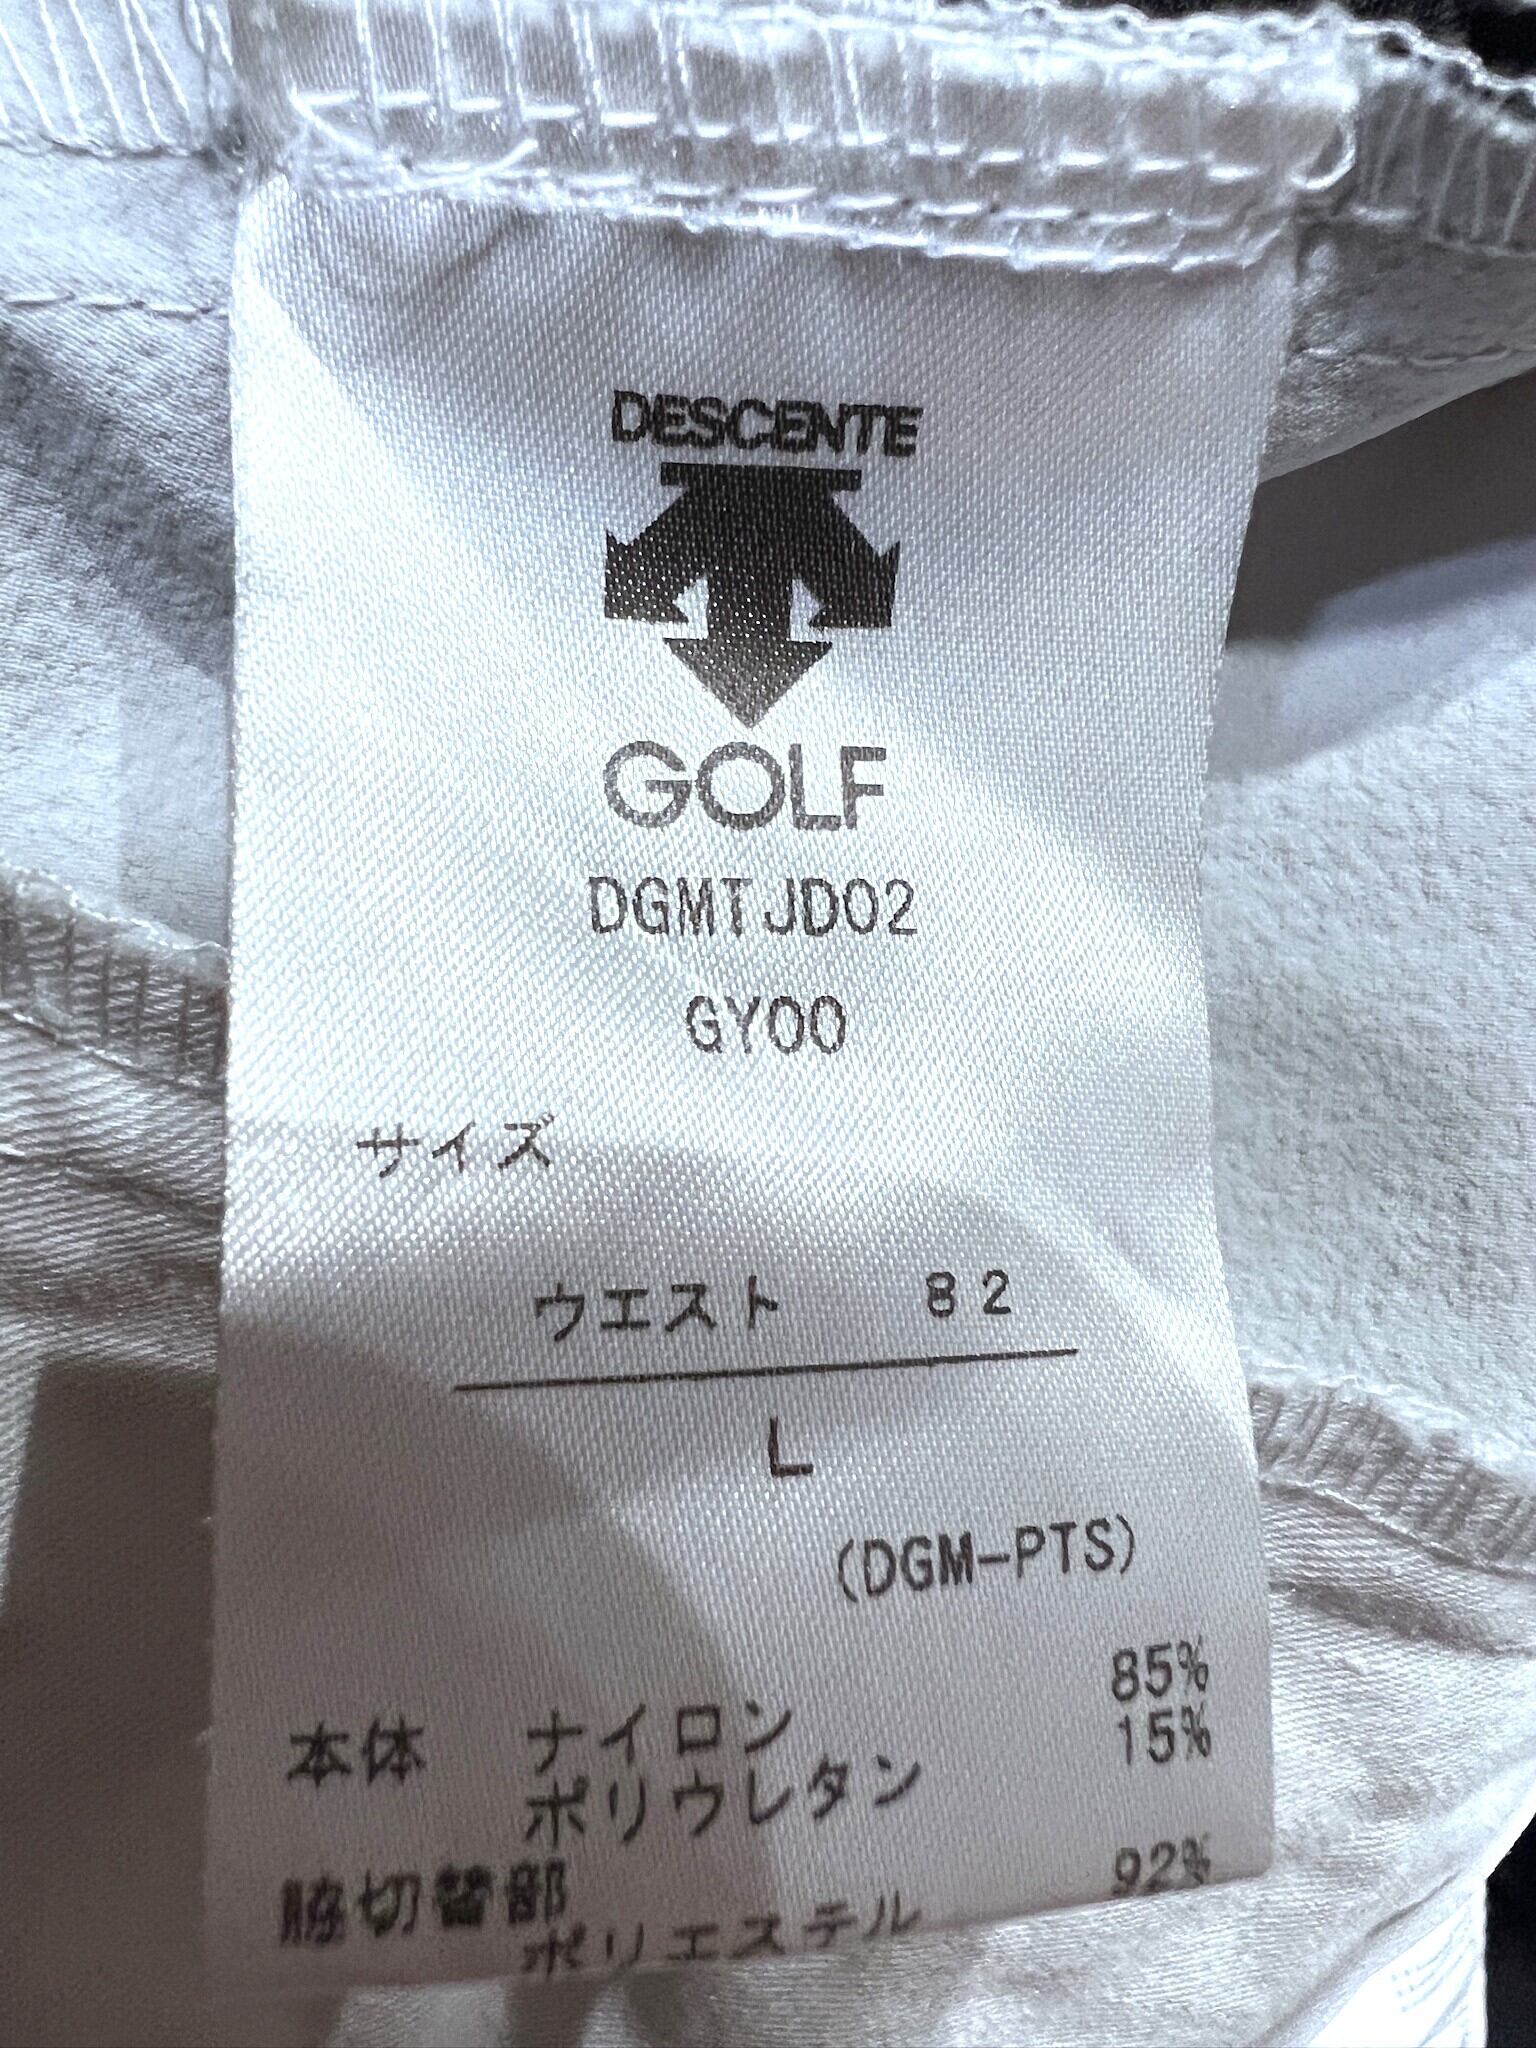 DESCENTE
GOLF
DGMTJD02
GY00
サイズ
ウエスト 82
L
(DGM-PTS)
本体 ナイロン 85%
ポリウレタン 15%
脇切替部
ポリエステル 92%